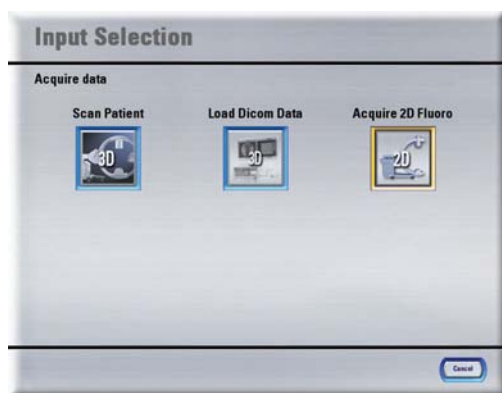 Input Selection
Acquire data
Scan Patient Load Dicom Data Acquire 2D Fluoro
3D 3D 2D
Cancel